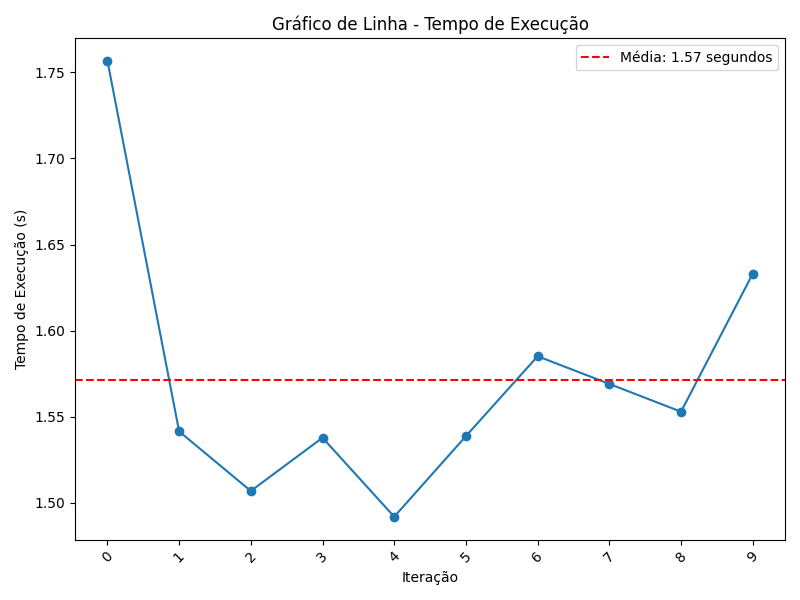 Gráfico de Linha - Tempo de Execução
Média: 1.57 segundos
Tempo de Execução (s)
1.75
1.70
1.65
1.60
1.55
1.50
0 1 2 3 4 5 6 7 8 9
Iteração